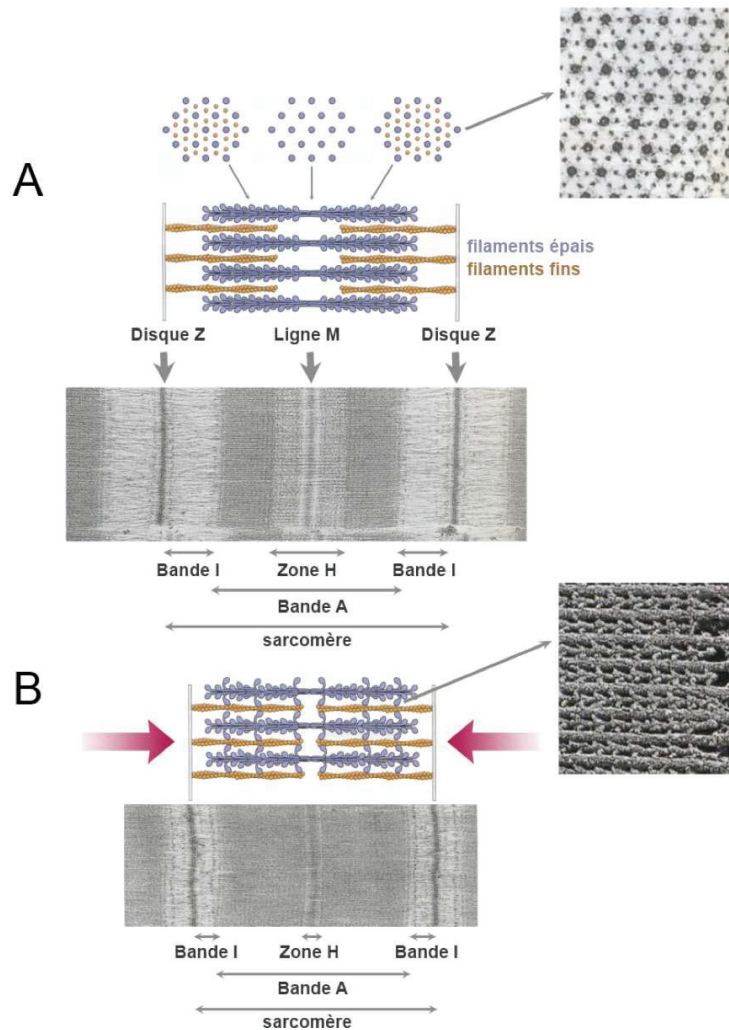 A
filaments épais
filaments fins
Disque Z Ligne M Disque Z
Bande I Zone H Bande I
Bande A
sarcomère
B
Bande I Zone H Bande I
Bande A
sarcomère